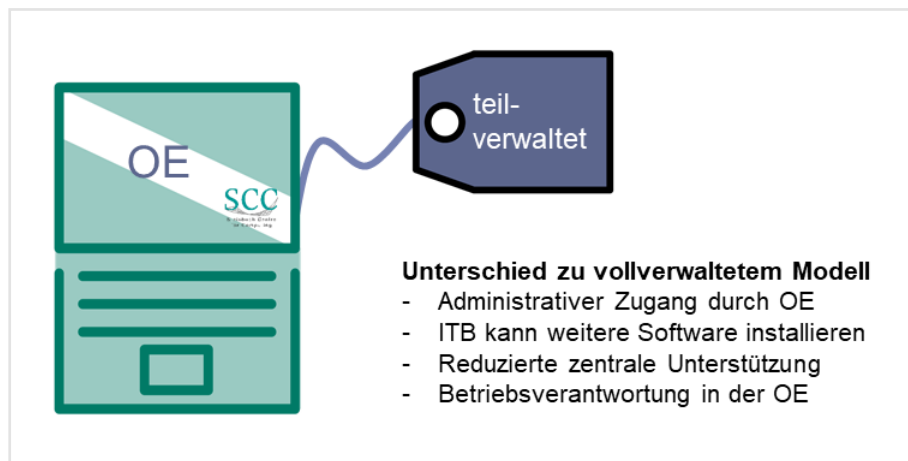 teil-
verwaltet
OE
SCC
Unterschied zu vollverwaltetem Modell
- Administrativer Zugang durch OE
- ITB kann weitere Software installieren
- Reduzierte zentrale Unterstützung
- Betriebsverantwortung in der OE